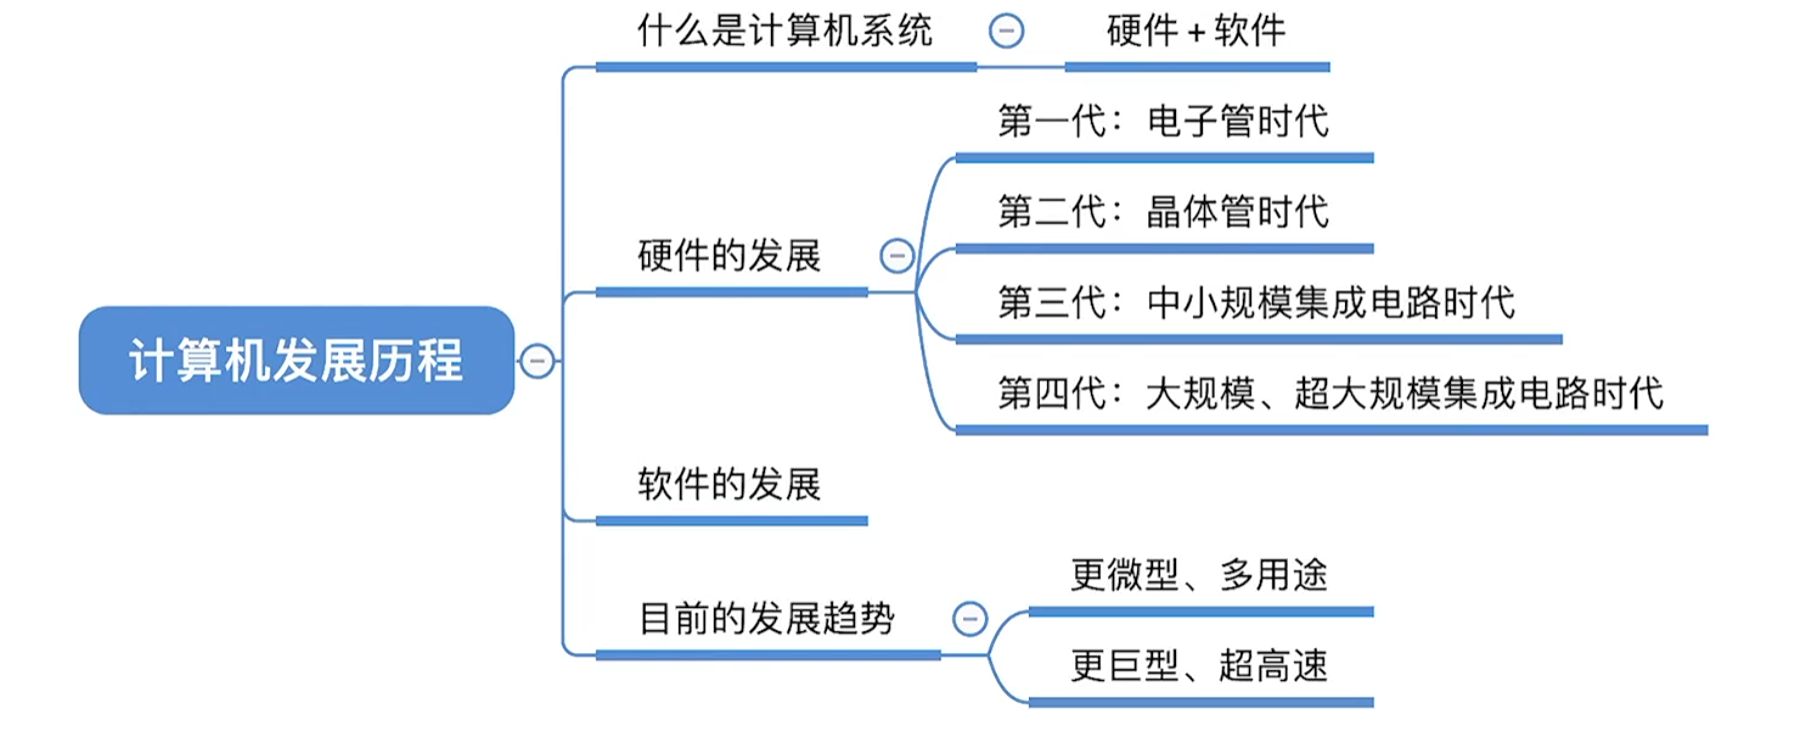 计算机发展历程
什么是计算机系统
硬件+软件
硬件的发展
第一代：电子管时代
第二代：晶体管时代
第三代：中小规模集成电路时代
第四代：大规模、超大规模集成电路时代
软件的发展
目前的发展趋势
更微型、多用途
更巨型、超高速